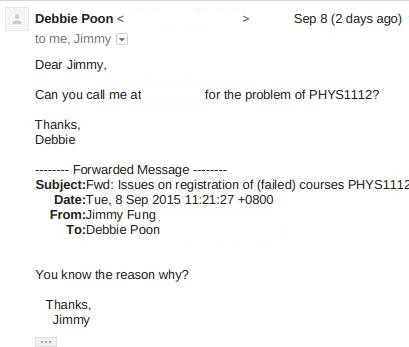 Debbie Poon < > Sep 8 (2 days ago)
to me, Jimmy
Dear Jimmy,
Can you call me at for the problem of PHYS1112?
Thanks,
Debbie
-------- Forwarded Message --------
Subject:Fwd: Issues on registration of (failed) courses PHYS1112
Date:Tue, 8 Sep 2015 11:21:27 +0800
From:Jimmy Fung
To:Debbie Poon
You know the reason why?
Thanks,
Jimmy